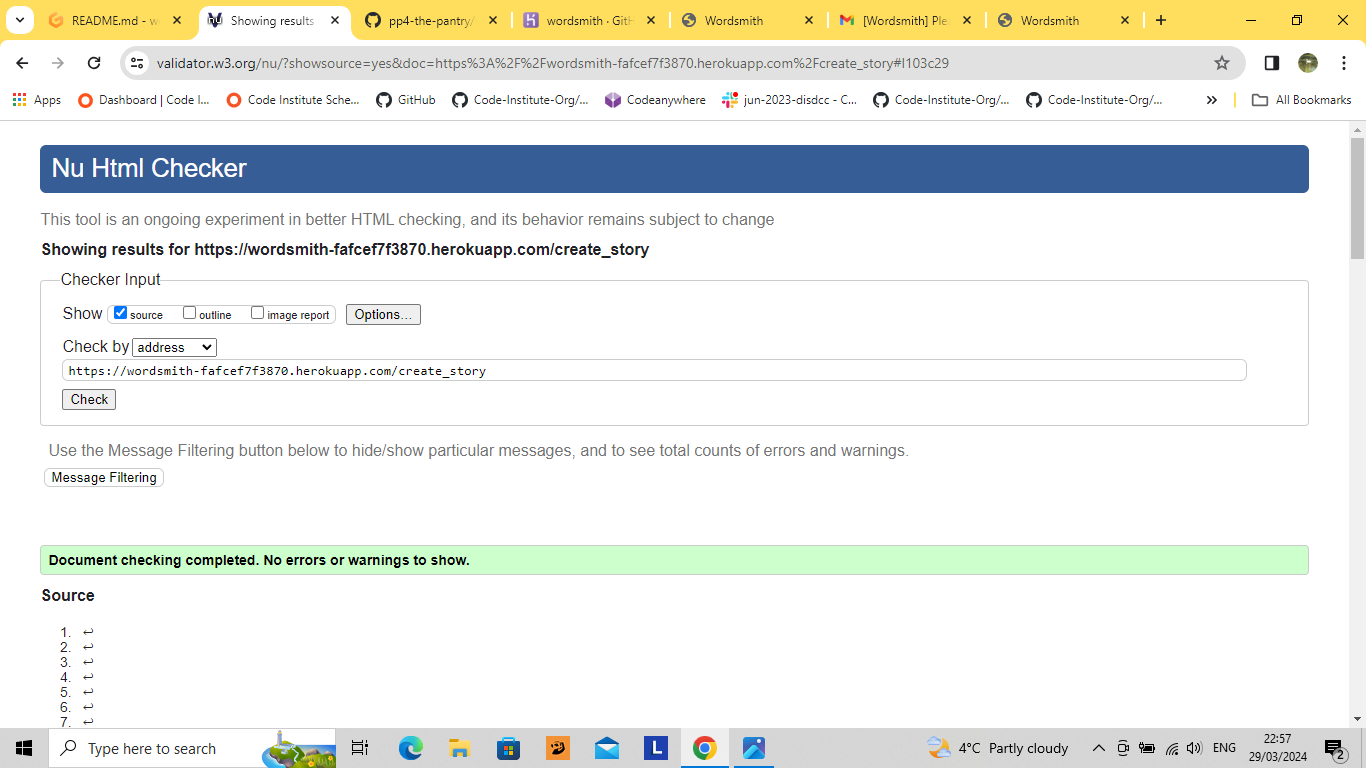 README.md - w
Showing results
pp4-the-pantry/
wordsmith · GitH
Wordsmith
[Wordsmith] Ple
Wordsmith
validator.w3.org/nu/?showsource=yes&doc=https%3A%2F%2Fwordsmith-fafcef7f3870.herokuapp.com%2Fcreate_story#l103c29
Apps
Dashboard | Code I...
Code Institute Sche...
GitHub
Code-Institute-Org/...
Codeanywhere
jun-2023-disdcc - C...
Code-Institute-Org/...
Code-Institute-Org/...
All Bookmarks
Nu Html Checker
This tool is an ongoing experiment in better HTML checking, and its behavior remains subject to change
Showing results for https://wordsmith-fafcef7f3870.herokuapp.com/create_story
Checker Input
Show source outline image report Options...
Check by address
https://wordsmith-fafcef7f3870.herokuapp.com/create_story
Check
Use the Message Filtering button below to hide/show particular messages, and to see total counts of errors and warnings.
Message Filtering
Document checking completed. No errors or warnings to show.
Source
1. ↩
2. ↩
3. ↩
4. ↩
5. ↩
6. ↩
7. ↩
Type here to search
L
4°C Partly cloudy
ENG
22:57
29/03/2024
2